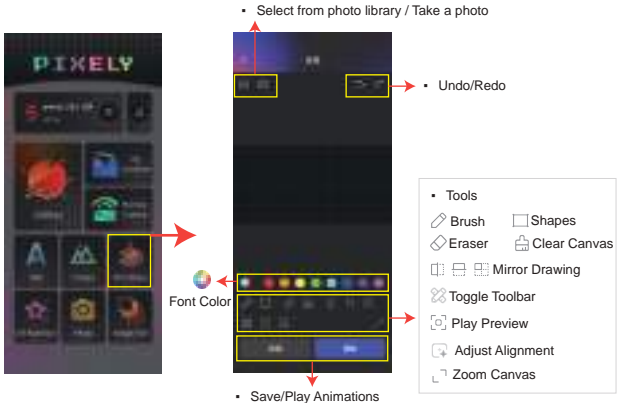 ▪ Select from photo library / Take a photo
PIXELY
▪ Undo/Redo
▪ Tools
Brush
Shapes
Eraser
Clear Canvas
Mirror Drawing
Toggle Toolbar
Play Preview
Adjust Alignment
Zoom Canvas
Font Color
▪ Save/Play Animations